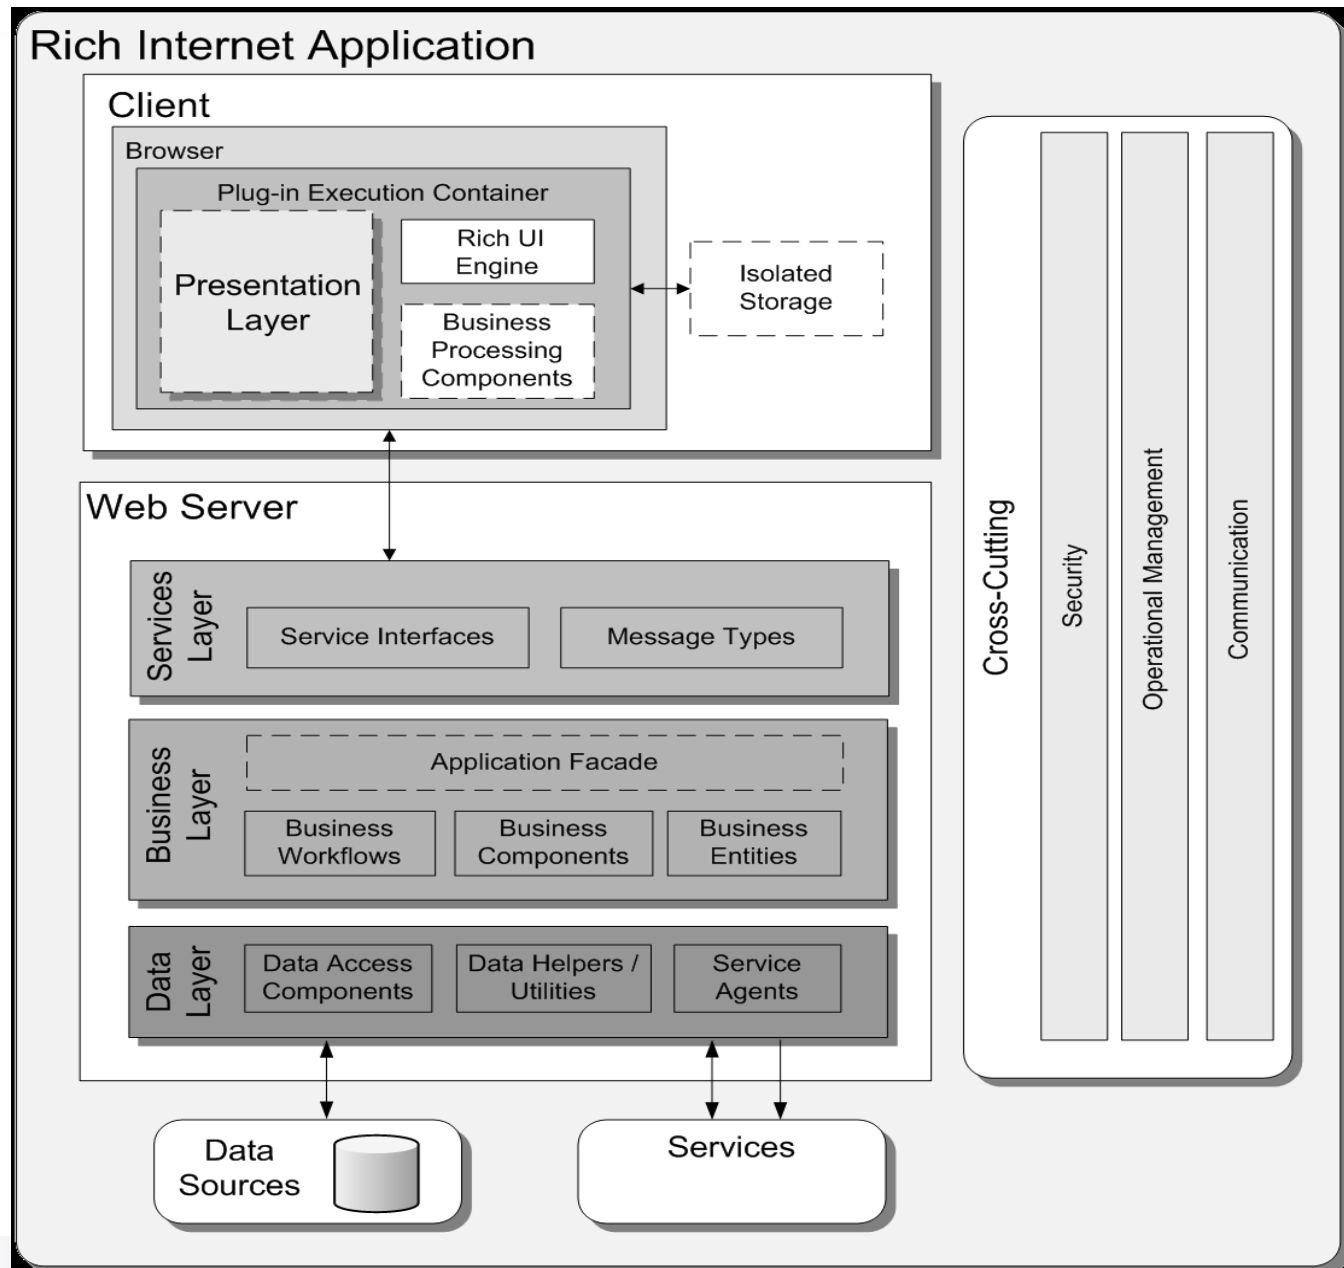 Rich Internet Application
Client
Browser
Plug-in Execution Container
Presentation
Layer
Rich UI
Engine
Business
Processing
Components
Isolated
Storage
Web Server
Services
Layer
Service Interfaces
Message Types
Business
Layer
Application Facade
Business
Workflows
Business
Components
Business
Entities
Data
Layer
Data Access
Components
Data Helpers /
Utilities
Service
Agents
Data
Sources
Services
Cross-Cutting
Security
Operational Management
Communication